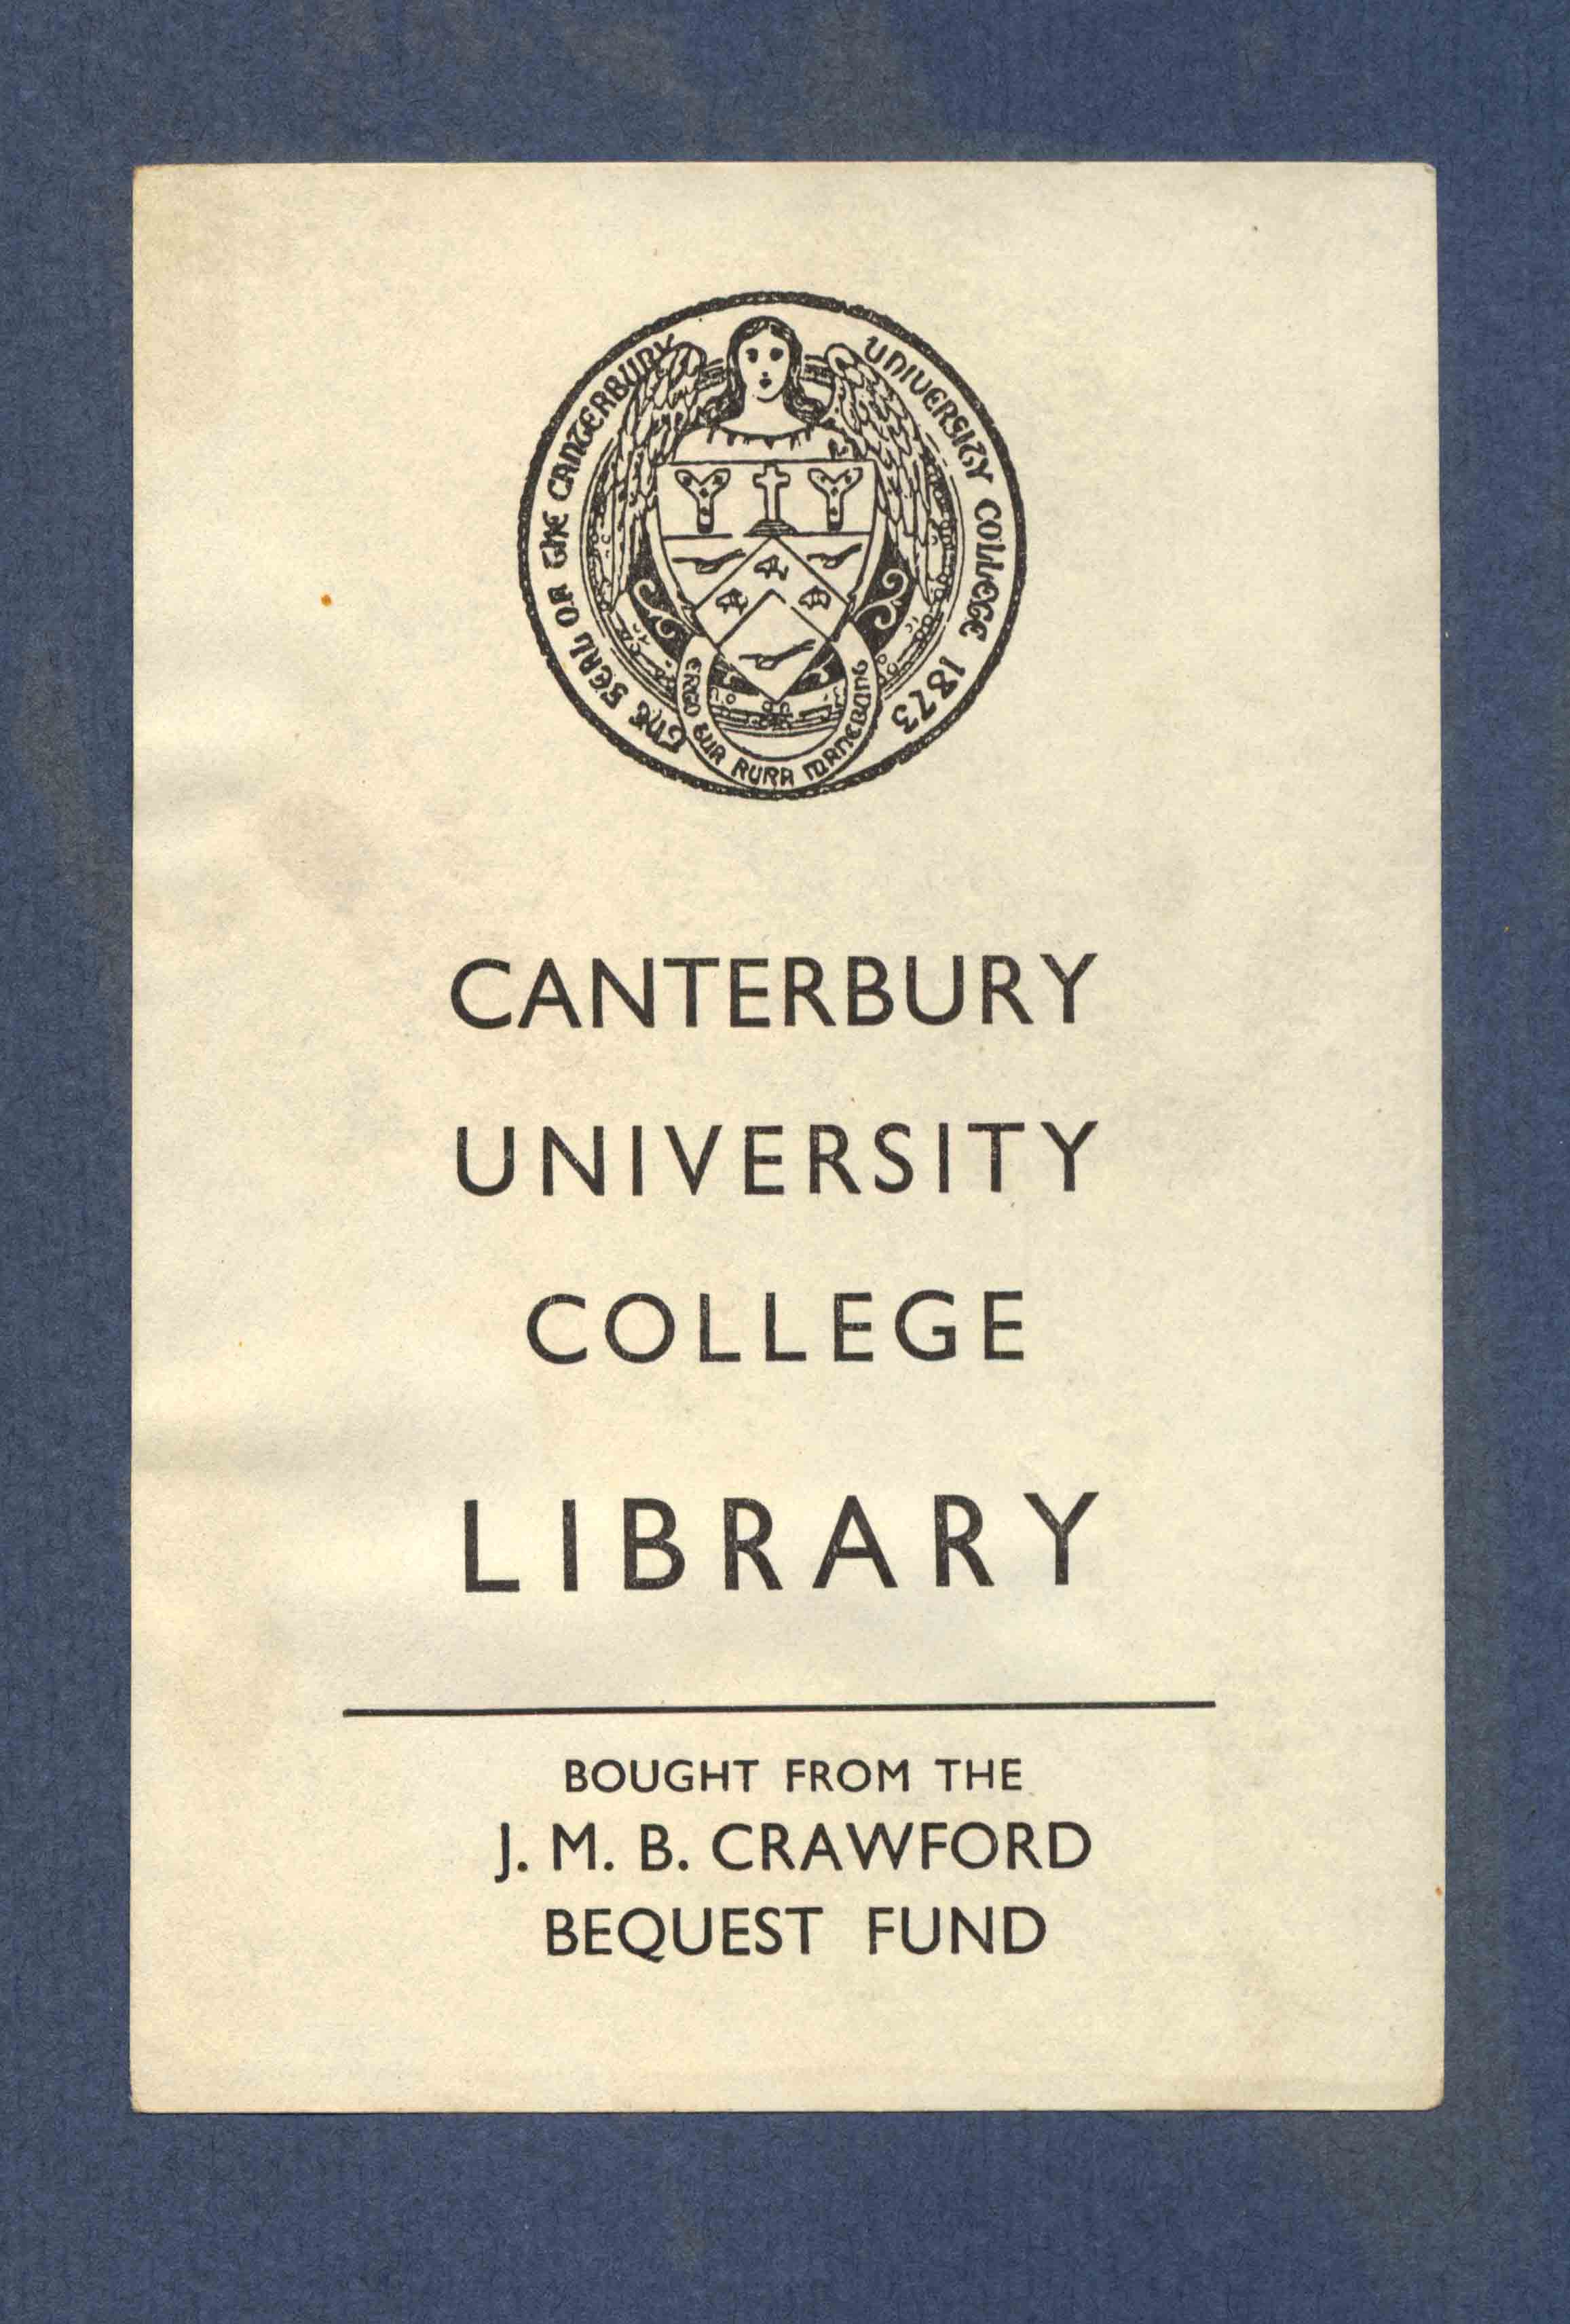 THE SEAL OF THE CANTERBURY UNIVERSITY COLLEGE 1873
ERGO TUA RURA MANEBUNT
CANTERBURY
UNIVERSITY
COLLEGE
LIBRARY
BOUGHT FROM THE
J. M. B. CRAWFORD
BEQUEST FUND